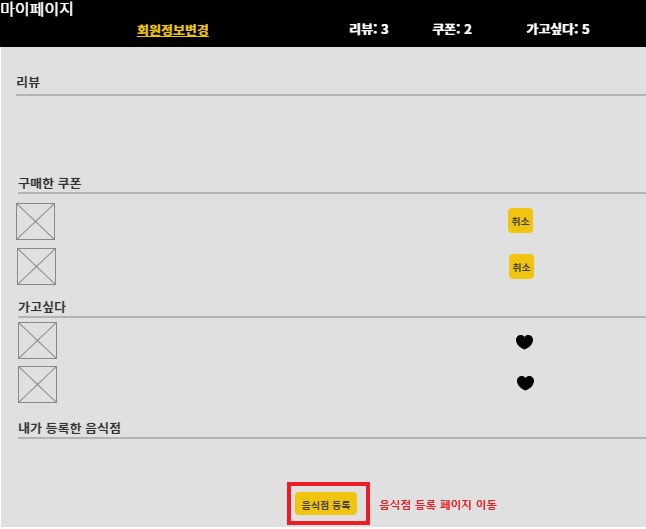 마이페이지
회원정보변경 리뷰: 3 쿠폰: 2 가고싶다: 5
리뷰
구매한 쿠폰
취소
취소
가고싶다
내가 등록한 음식점
음식점 등록 음식점 등록 페이지 이동